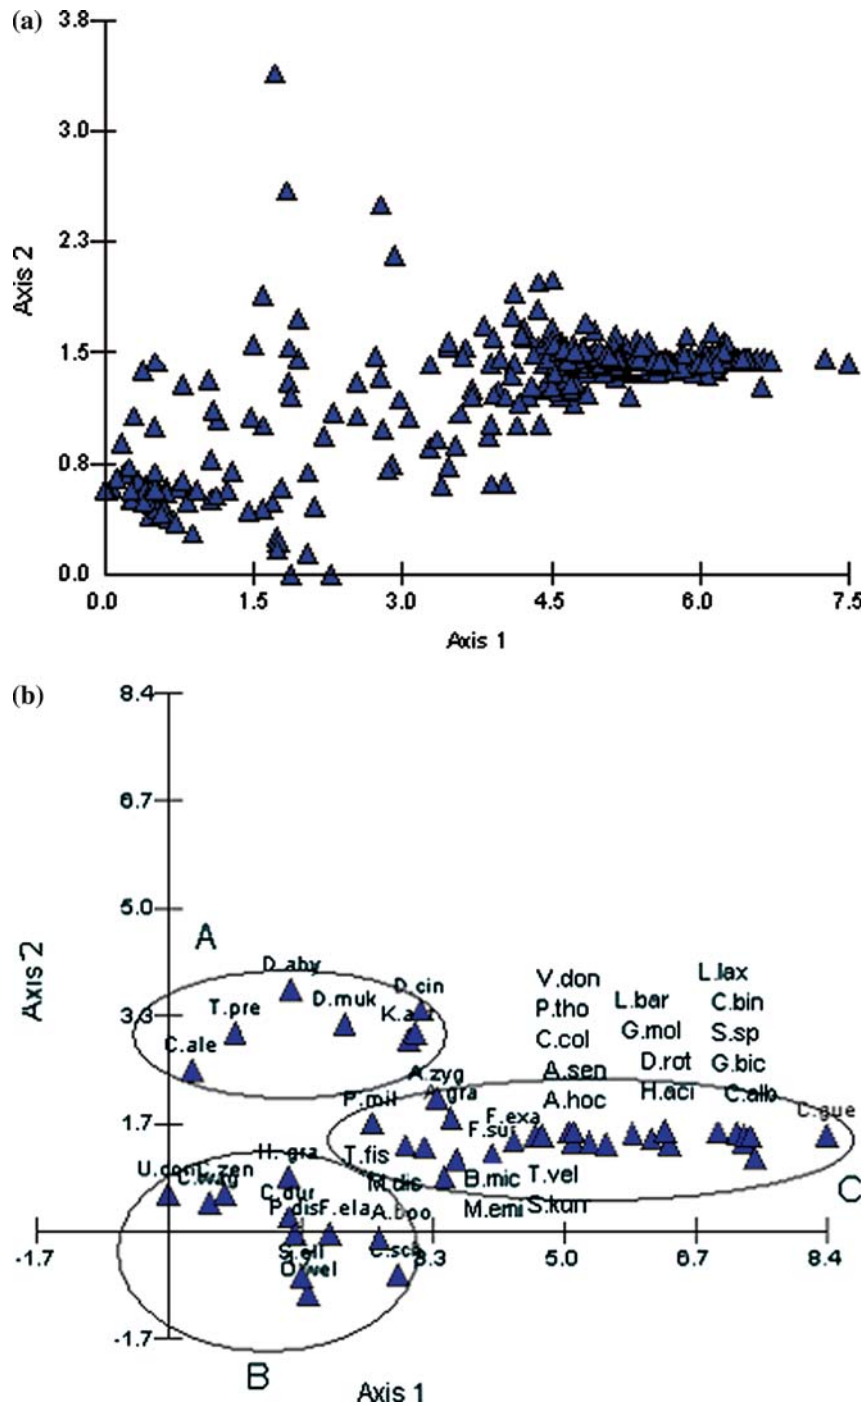 (a)
3.8
3.0
2.3
1.5
0.8
0.0
Axis 2
0.0 1.5 3.0 4.5 6.0 7.5
Axis 1
(b)
8.4
6.7
5.0
3.3
1.7
-1.7
Axis 2
A
D.aby
D.cin
T.pre
D.muk
C.ale
V.don
P.tho
C.col
A.sen
A.hoc
L.bar
G.mol
D.rot
H.aci
L.lax
C.bin
S.sp
G.bic
C.alb
C.gue
A.zyg
P.mil
F.exa
F.sur
T.fis
M.dis
B.mic
T.vel
M.emi
S.kun
C
H.gra
U.con
C.dur
P.dis
F.ela
A.boo
C.sca
O.wel
-1.7 3.3 5.0 6.7 8.4
B
Axis 1